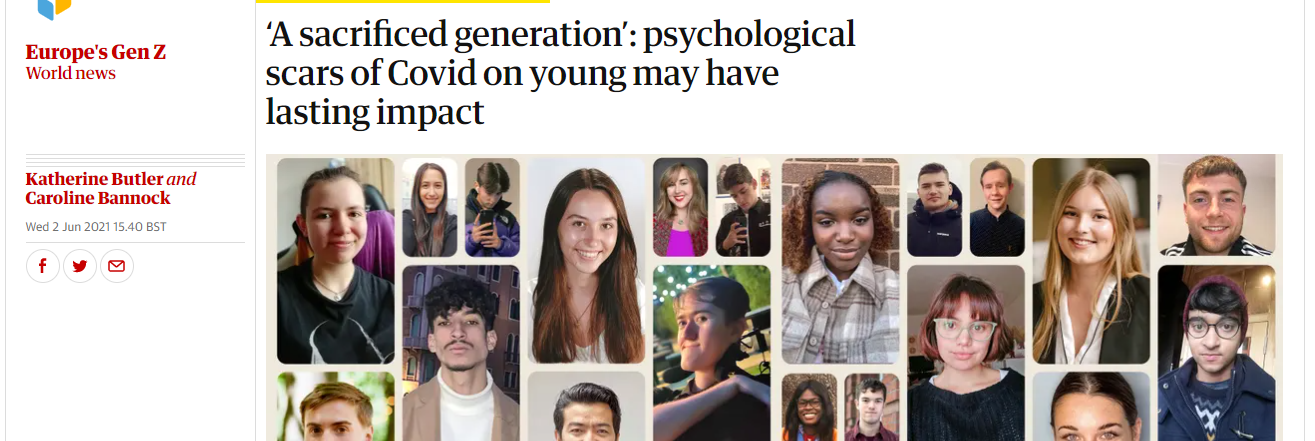 Europe's Gen Z
World news
Katherine Butler and
Caroline Bannock
Wed 2 Jun 2021 15.40 BST
‘A sacrificed generation’: psychological
scars of Covid on young may have
lasting impact